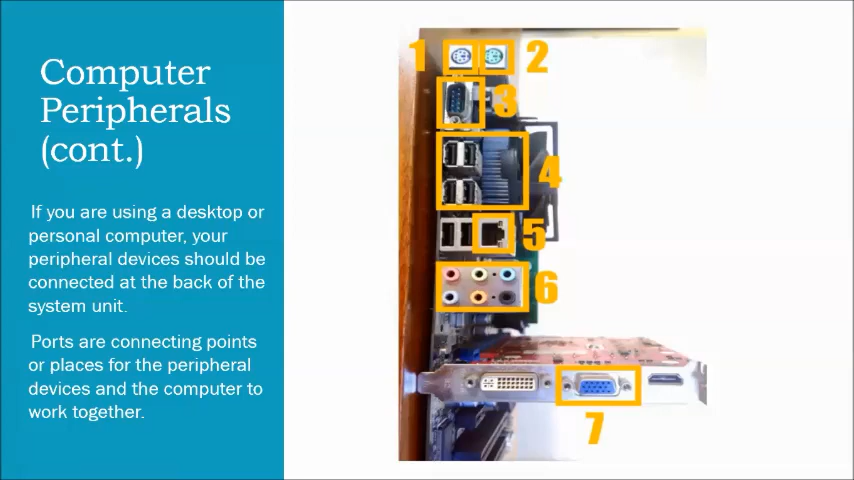 Computer
Peripherals
(cont.)
If you are using a desktop or
personal computer, your
peripheral devices should be
connected at the back of the
system unit.
Ports are connecting points
or places for the peripheral
devices and the computer to
work together.
1
2
3
4
5
6
7